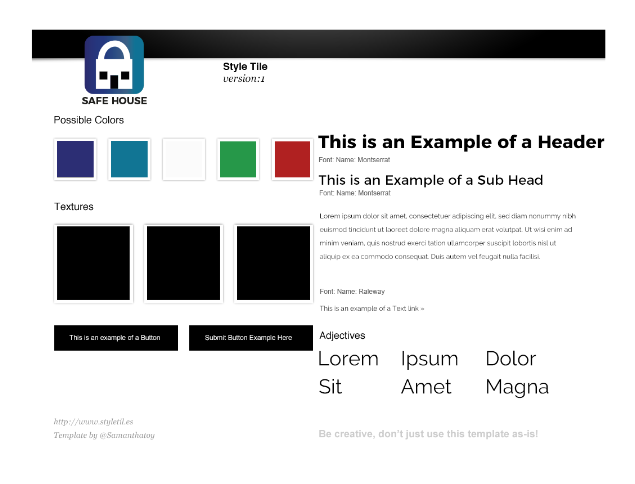 Style Tile
version:1
SAFE HOUSE
Possible Colors
This is an Example of a Header
Font: Name: Montserrat
This is an Example of a Sub Head
Font: Name: Montserrat
Textures
Lorem ipsum dolor sit amet, consectetuer adipiscing elit, sed diam nonummy nibh
euismod tincidunt ut laoreet dolore magna aliquam erat volutpat. Ut wisi enim ad
minim veniam, quis nostrud exerci tation ullamcorper suscipit lobortis nisl ut
aliquip ex ea commodo consequat. Duis autem vel feugait nulla facilisi.
Font: Name: Raleway
This is an example of a Text link »
This is an example of a Button
Submit Button Example Here
Adjectives
Lorem Ipsum Dolor
Sit Amet Magna
http://www.styletil.es
Template by @Samanthatoy
Be creative, don't just use this template as-is!